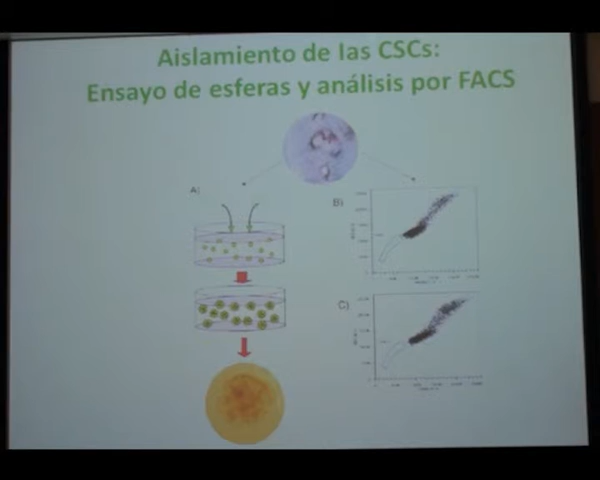 Aislamiento de las CSCs:
Ensayo de esferas y análisis por FACS
A)
B)
C)